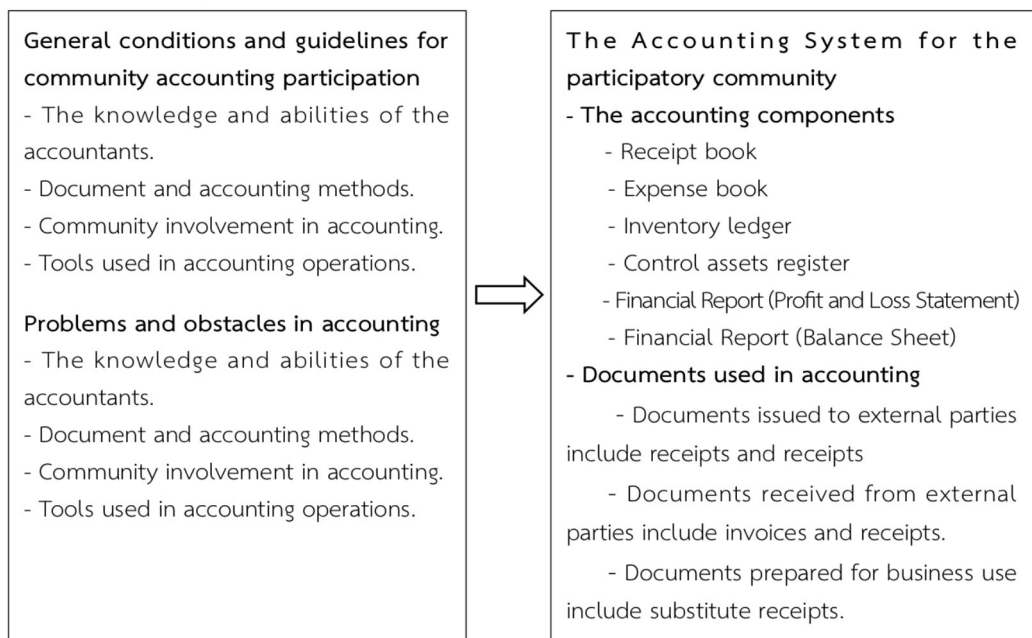 General conditions and guidelines for
community accounting participation
- The knowledge and abilities of the
accountants.
- Document and accounting methods.
- Community involvement in accounting.
- Tools used in accounting operations.
Problems and obstacles in accounting
- The knowledge and abilities of the
accountants.
- Document and accounting methods.
- Community involvement in accounting.
- Tools used in accounting operations.
The Accounting System for the
participatory community
- The accounting components
- Receipt book
- Expense book
- Inventory ledger
- Control assets register
- Financial Report (Profit and Loss Statement)
- Financial Report (Balance Sheet)
- Documents used in accounting
- Documents issued to external parties
include receipts and receipts
- Documents received from external
parties include invoices and receipts.
- Documents prepared for business use
include substitute receipts.